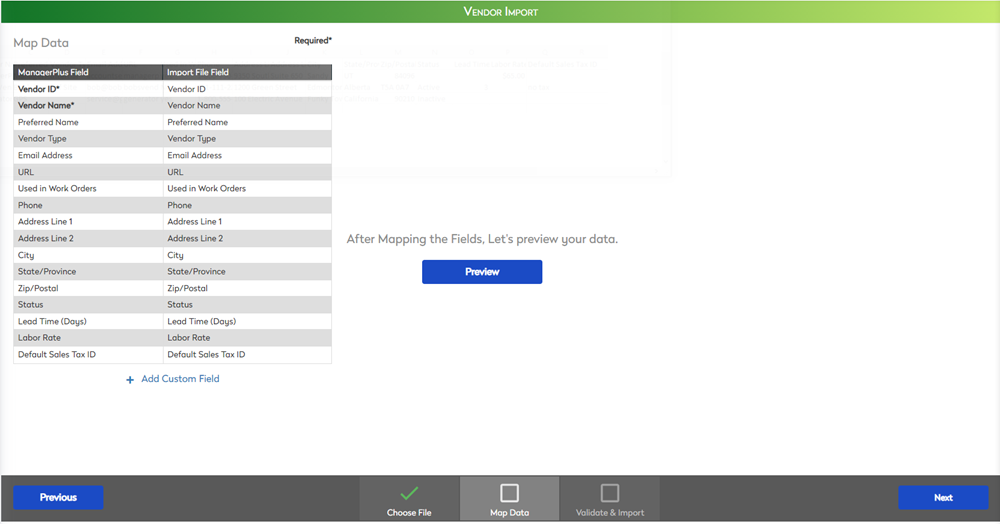 Vendor Import
Map Data
Required*
ManagerPlus Field Import File Field
Vendor ID* Vendor ID
Vendor Name* Vendor Name
Preferred Name Preferred Name
Vendor Type Vendor Type
Email Address Email Address
URL URL
Used in Work Orders Used in Work Orders
Phone Phone
Address Line 1 Address Line 1
Address Line 2 Address Line 2
City City
State/Province State/Province
Zip/Postal Zip/Postal
Status Status
Lead Time (Days) Lead Time (Days)
Labor Rate Labor Rate
Default Sales Tax ID Default Sales Tax ID
+ Add Custom Field
After Mapping the Fields, Let's preview your data.
Preview
Previous
Choose File
Map Data
Validate & Import
Next